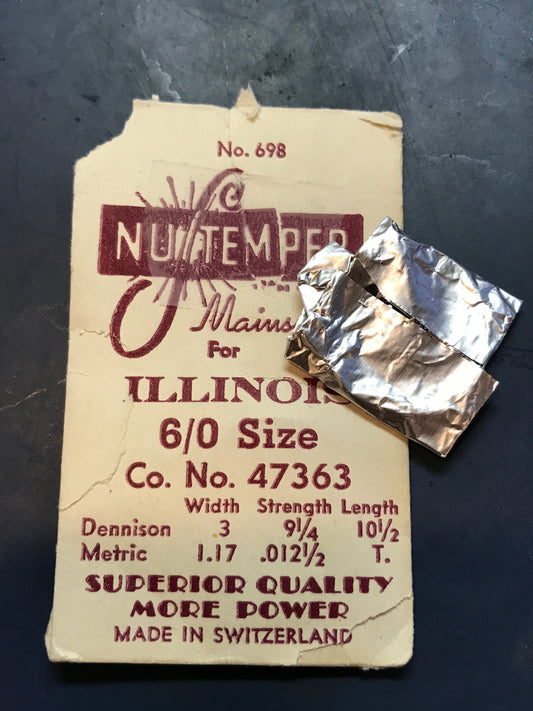 No. 698
NU-TEMPER
Mains
For
ILLINOIS
6/0 Size
Co. No. 47363
Width Strength Length
Dennison 3 9¼ 10½
Metric 1.17 .012½ T.
SUPERIOR QUALITY
MORE POWER
MADE IN SWITZERLAND